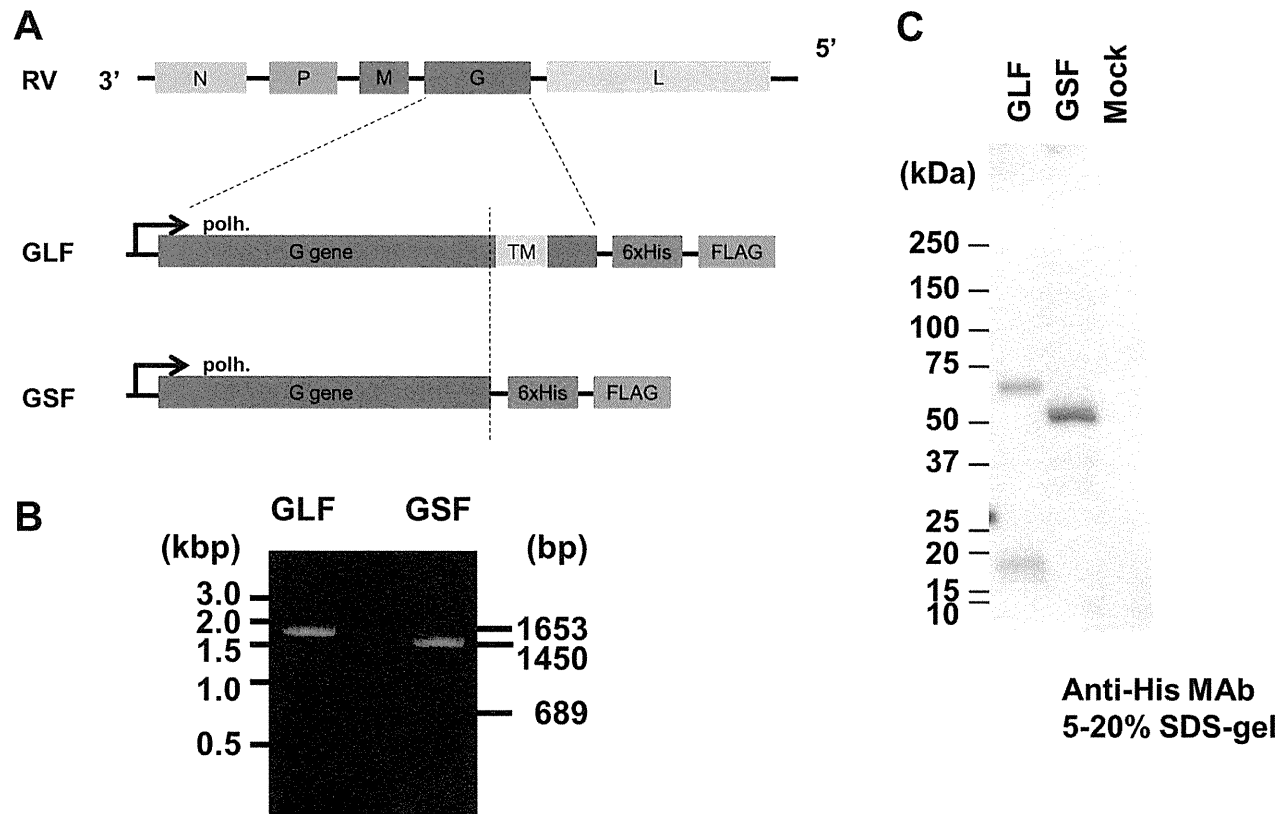 A
RV 3’ N P M G L 5’
polh.
GLF G gene TM 6xHis FLAG
polh.
GSF G gene 6xHis FLAG
B
GLF GSF
(kbp) (bp)
3.0
2.0
1.5
1.0
0.5
1653
1450
689
C
GLF GSF Mock
(kDa)
250
150
100
75
50
37
25
20
15
10
Anti-His MAb
5-20% SDS-gel